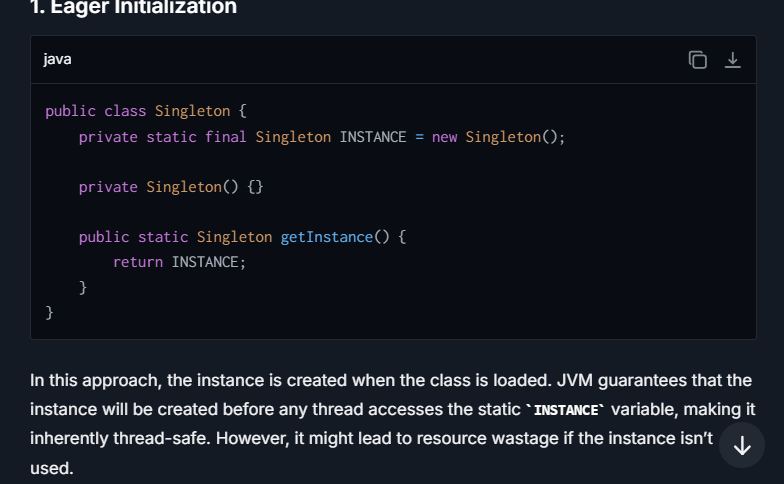 1. Eager Initialization
java
public class Singleton {
    private static final Singleton INSTANCE = new Singleton();
    private Singleton() {}
    public static Singleton getInstance() {
        return INSTANCE;
    }
}
In this approach, the instance is created when the class is loaded. JVM guarantees that the
instance will be created before any thread accesses the static `INSTANCE` variable, making it
inherently thread-safe. However, it might lead to resource wastage if the instance isn't
used.